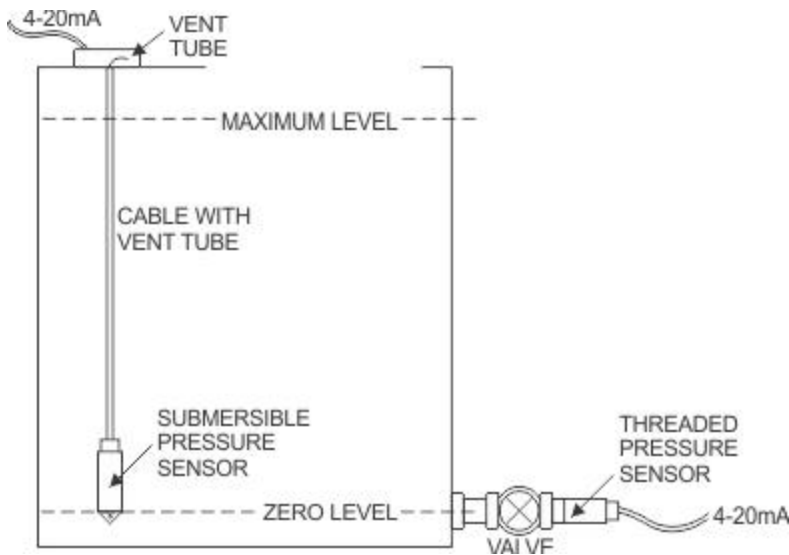 4-20mA
VENT
TUBE
MAXIMUM LEVEL
CABLE WITH
VENT TUBE
SUBMERSIBLE
PRESSURE
SENSOR
THREADED
PRESSURE
SENSOR
ZERO LEVEL
4-20mA
VALVE